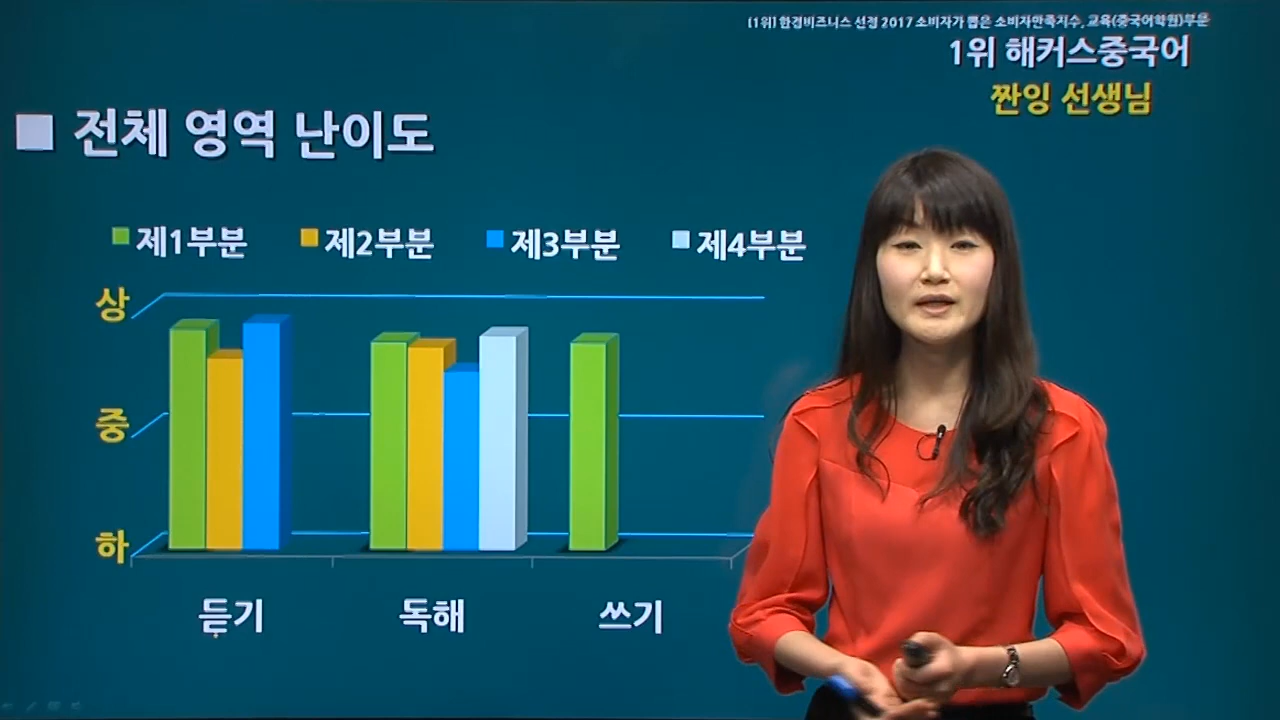 [1위] 한경비즈니스 선정 2017 소비자가 뽑은 소비자만족지수, 교육(중국어학원)부문
1위 해커스중국어
짠잉 선생님
■ 전체 영역 난이도
제1부분 제2부분 제3부분 제4부분
상
중
하
듣기 독해 쓰기